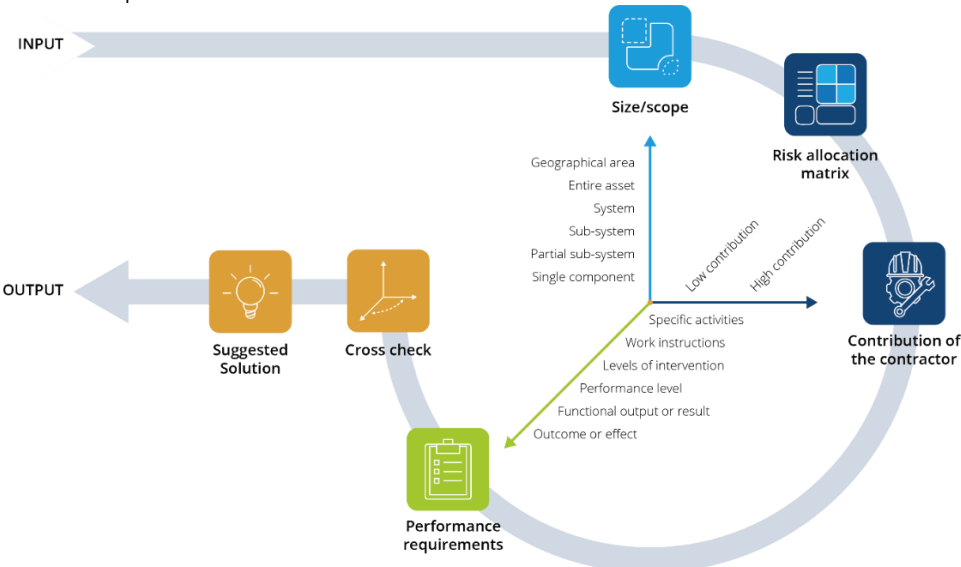 INPUT
Size/scope
Risk allocation
matrix
Geographical area
Entire asset
System
Sub-system
Partial sub-system
Single component
Low contribution
High contribution
Contribution of
the contractor
Specific activities
Work instructions
Levels of intervention
Performance level
Functional output or result
Outcome or effect
Performance
requirements
Cross check
Suggested
Solution
OUTPUT